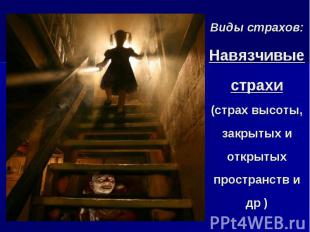 Виды страхов:
Навязчивые
страхи
(страх высоты,
закрытых и
открытых
пространств и
др )
PPt4WEB.ru